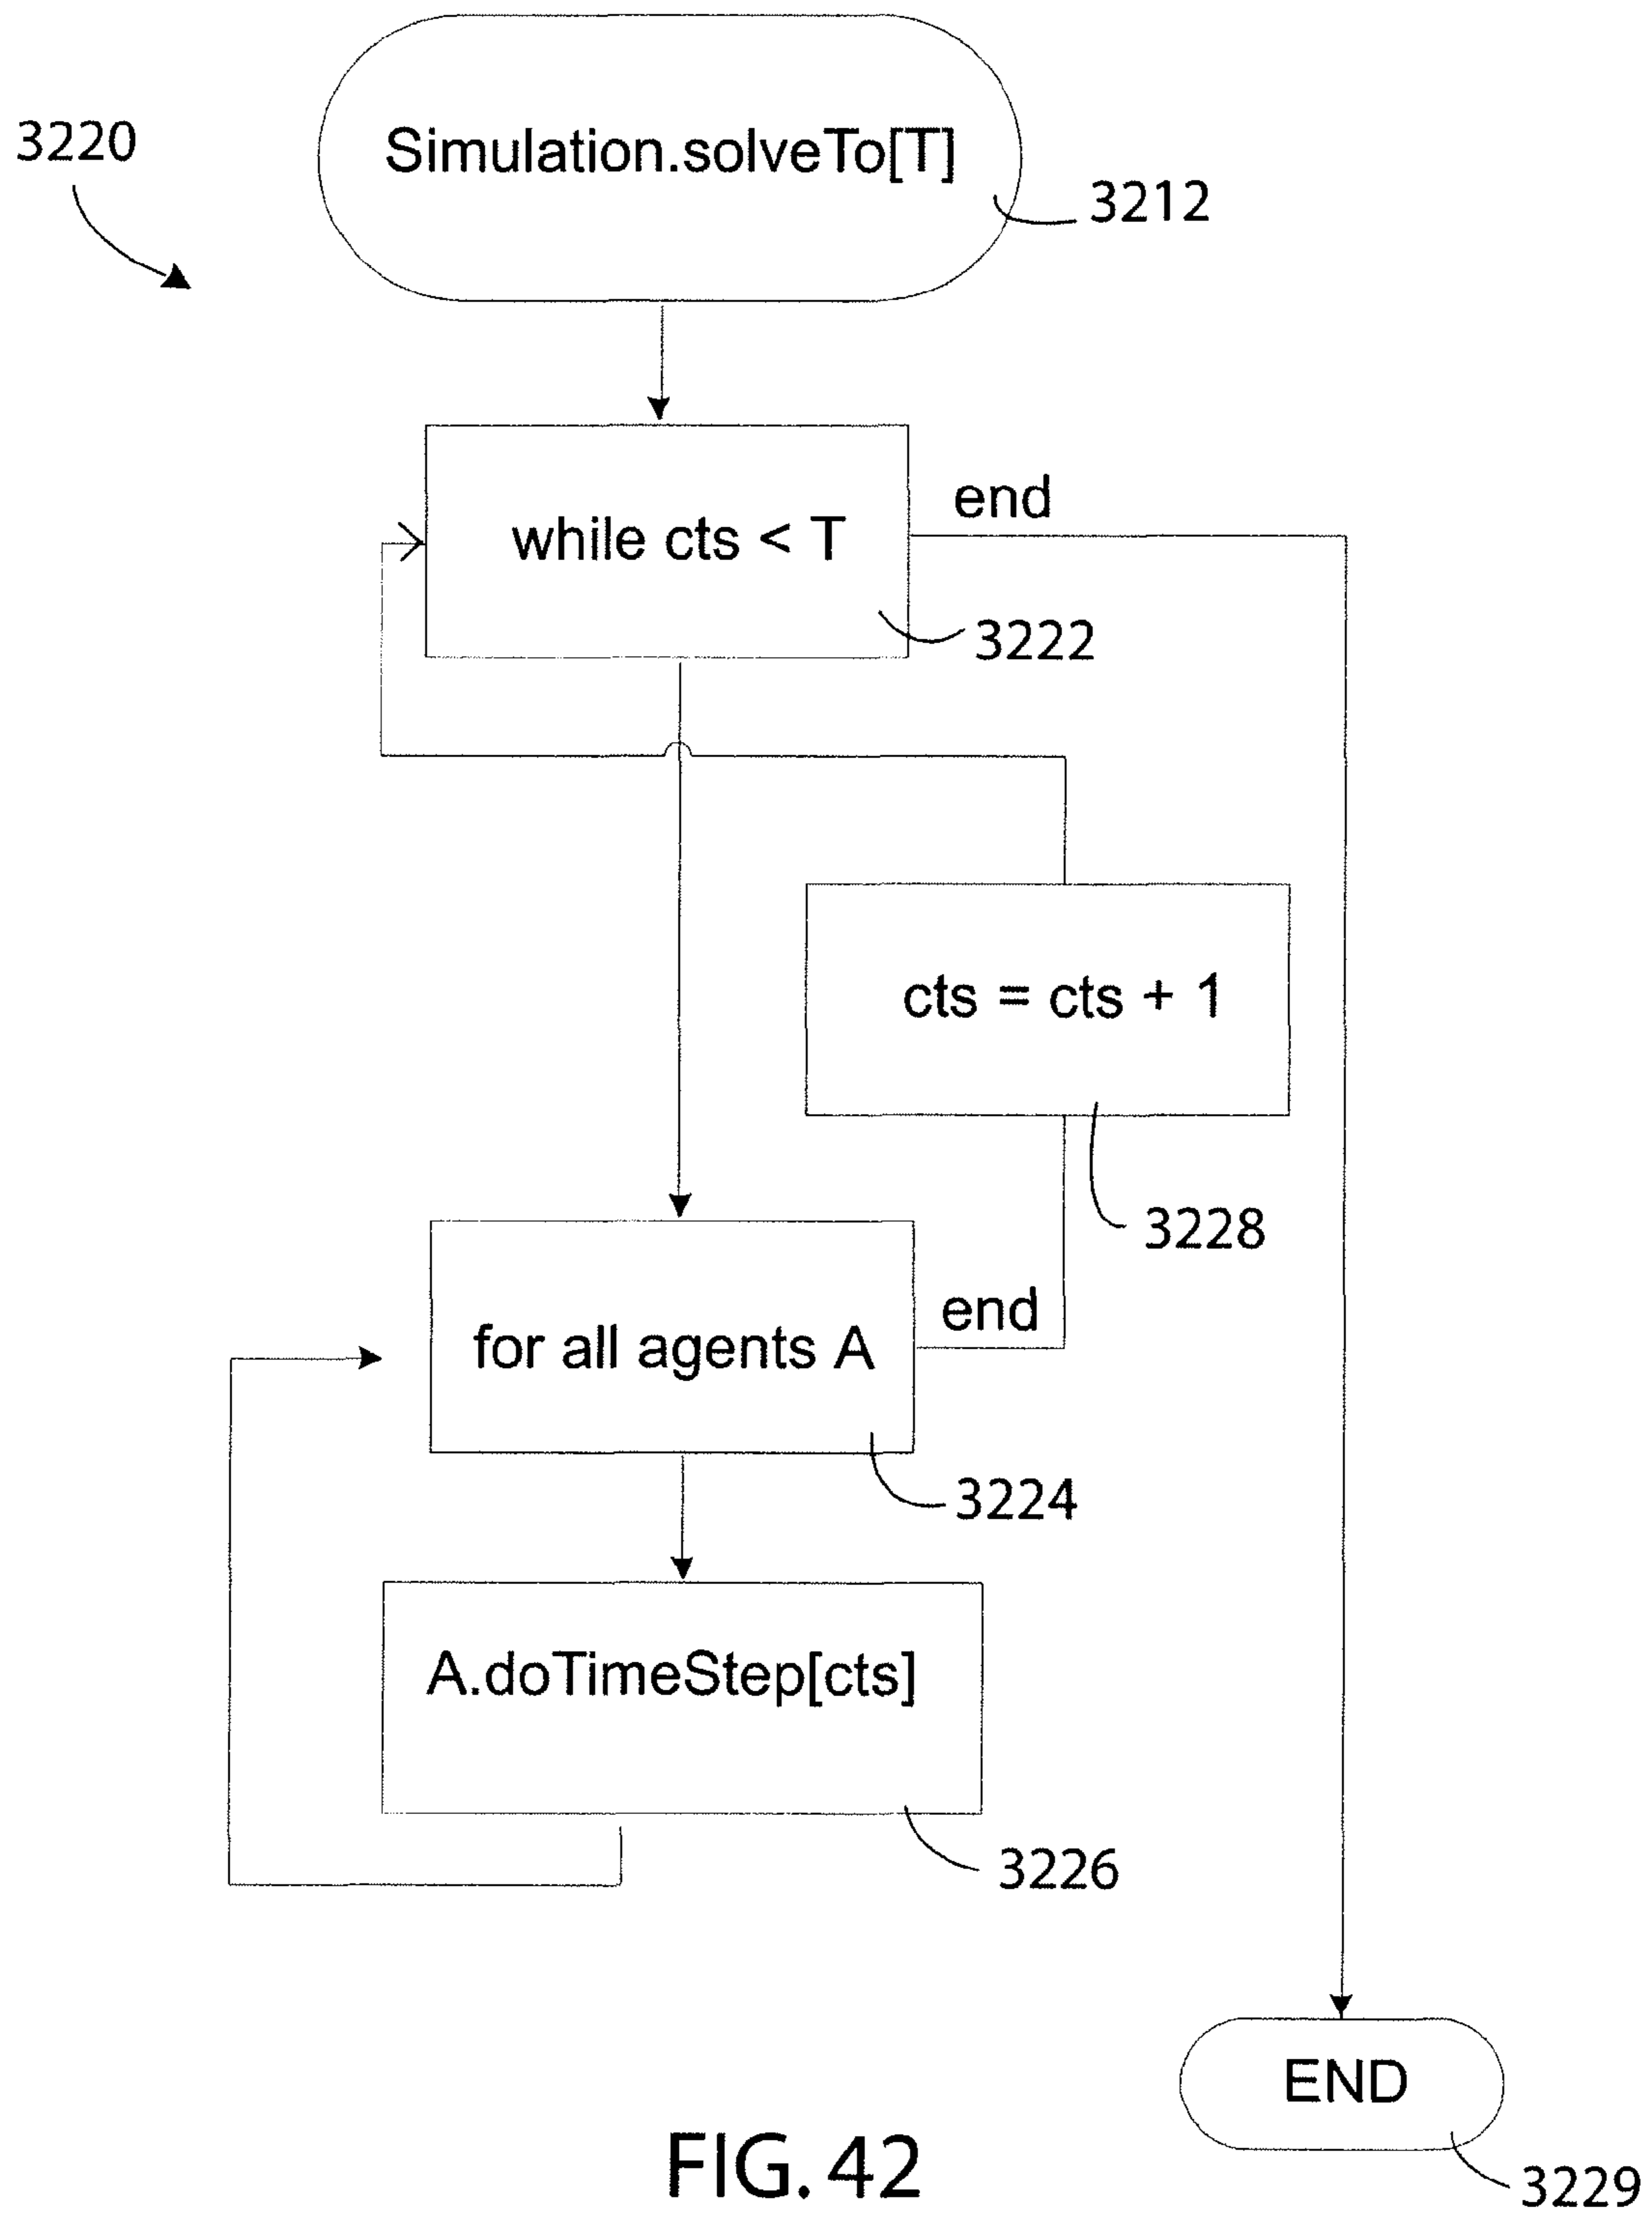 3220
Simulation.solveTo[T]
3212
while cts < T
end
3222
cts = cts + 1
3228
for all agents A
end
3224
A.doTimeStep[cts]
3226
END
3229
FIG. 42